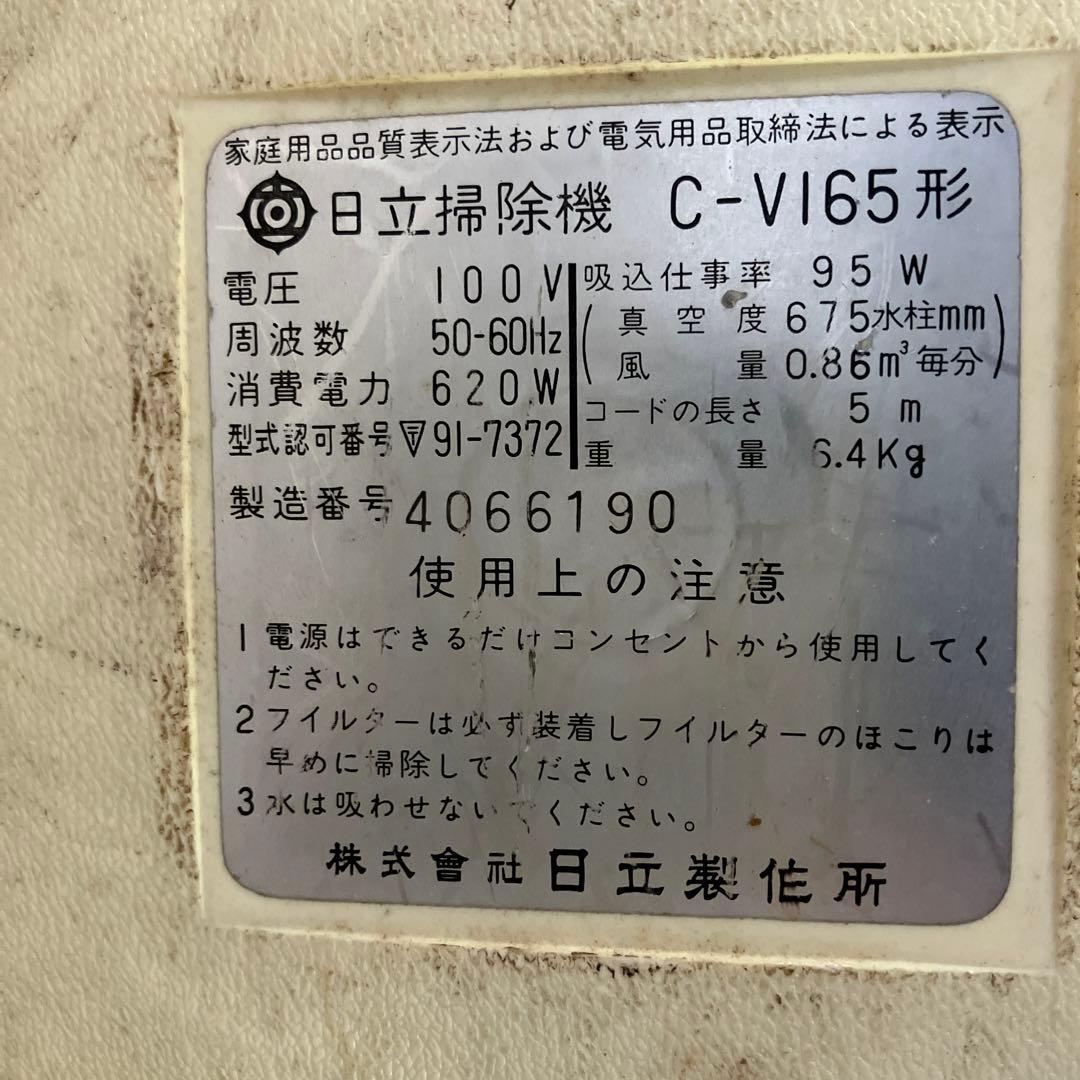 家庭用品品質表示法および電気用品取締法による表示
日立掃除機 C-V165形
電圧 100V
周波数 50-60Hz
消費電力 620W
型式認可番号 ▽〒91-7372
吸込仕事率 95W
(真空度 675水柱mm
風量 0.86m³毎分)
コードの長さ 5m
重量 6.4Kg
製造番号 4066190
使用上の注意
1 電源はできるだけコンセントから使用してく
ださい。
2 フイルターは必ず装着しフイルターのほこりは
早めに掃除してください。
3 水は吸わせないでください。
株式會社 日立製作所